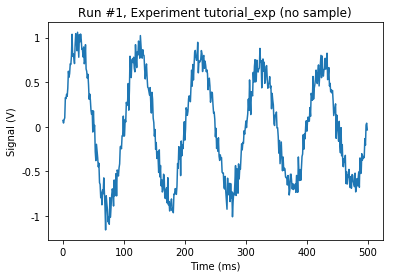 Run #1, Experiment tutorial_exp (no sample)
1
0.5
0
-0.5
-1
Signal (V)
0 100 200 300 400 500
Time (ms)